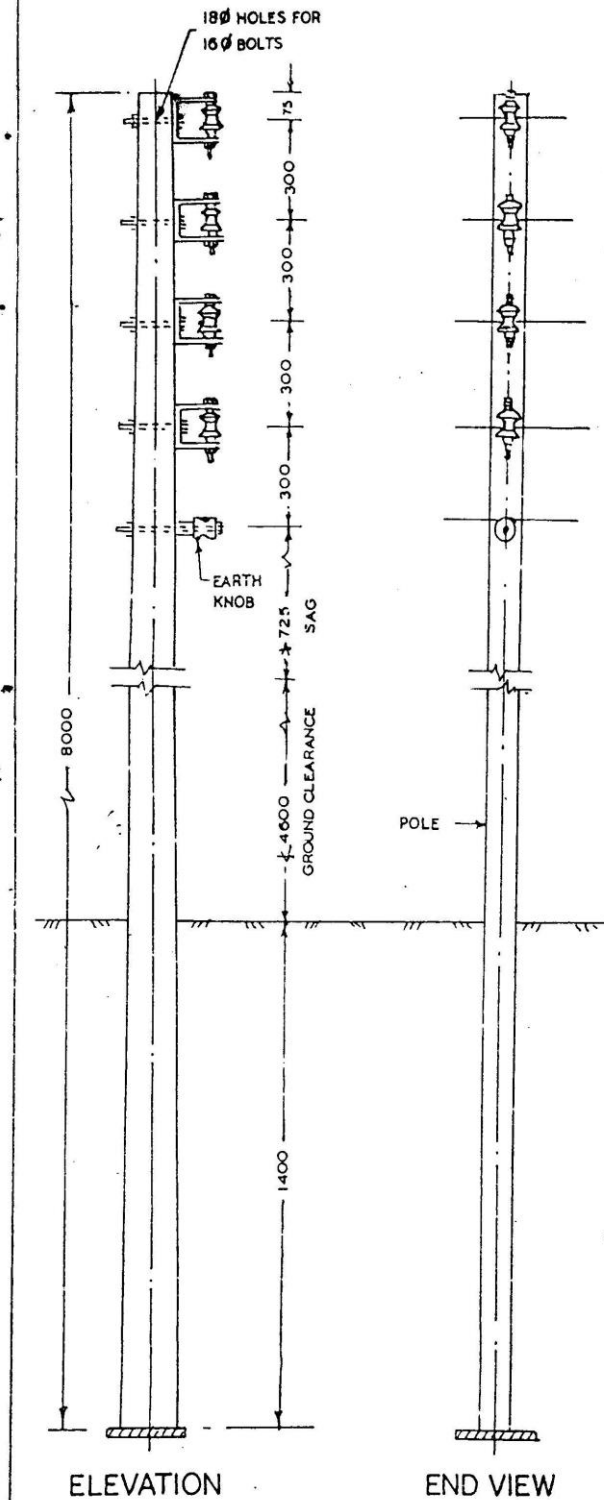 18Ø HOLES FOR
16Ø BOLTS
75
300
300
300
300
EARTH
KNOB
725
SAG
8000
4600
GROUND CLEARANCE
POLE
1400
ELEVATION
END VIEW